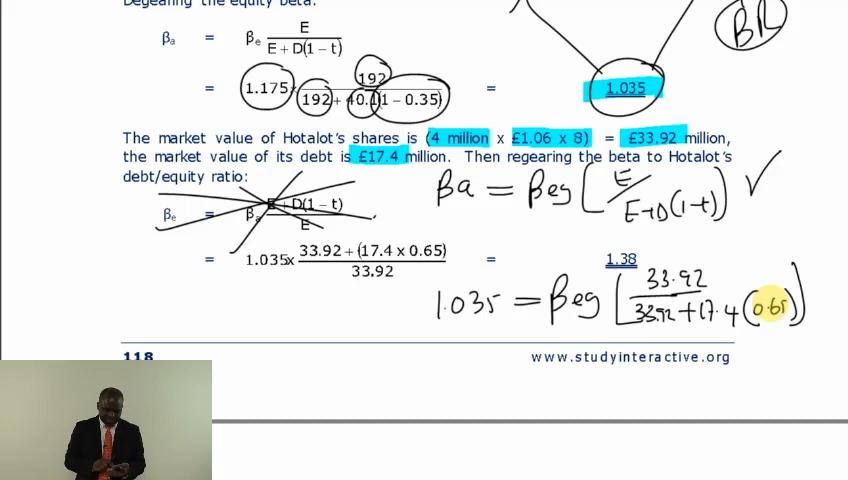 Degearing the equity beta:
βa = βe E
E + D(1 – t)
BR
= 1.175 x 192 = 1.035
192 + 40.1(1 – 0.35)
The market value of Hotalot's shares is (4 million x £1.06 x 8) = £33.92 million,
the market value of its debt is £17.4 million. Then regearing the beta to Hotalot's
debt/equity ratio:
βa = βeg [ E / E+D(1-t) ] ✓
βe = βa E + D(1 – t)
E
= 1.035x 33.92 + (17.4 x 0.65) = 1.38
33.92
1.035 = βeg [ 33.92
33.92 + 17.4 (0.65) ]
118 www.studyinteractive.org